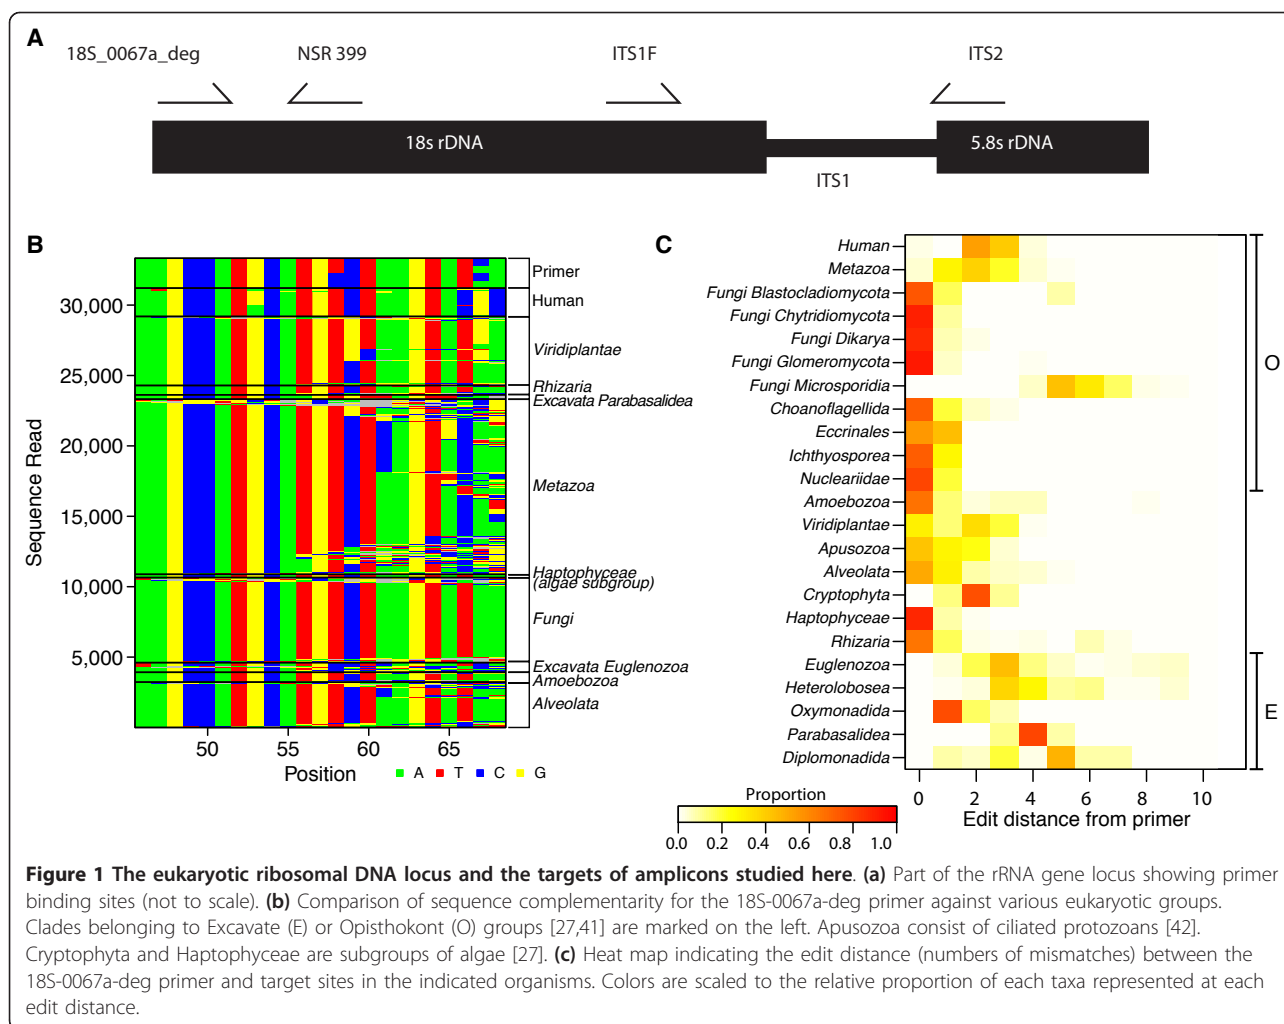 A
18S_0067a_deg
NSR 399
ITS1F
ITS2
18s rDNA
5.8s rDNA
ITS1
B
Sequence Read
30,000
25,000
20,000
15,000
10,000
5,000
50
55
60
65
Position
A T C G
Primer
Human
Viridiplantae
Rhizaria
Excavata Parabasalidea
Metazoa
Haptophyceae
(algae subgroup)
Fungi
Excavata Euglenozoa
Amoebozoa
Alveolata
C
Human
Metazoa
Fungi Blastocladiomycota
Fungi Chytridiomycota
Fungi Dikarya
Fungi Glomeromycota
Fungi Microsporidia
Choanoflagellida
Eccrinales
Ichthyosporea
Nucleariidae
Amoebozoa
Viridiplantae
Apusozoa
Alveolata
Cryptophyta
Haptophyceae
Rhizaria
Euglenozoa
Heterolobosea
Oxymonadida
Parabasalidea
Diplomonadida
O
E
0 2 4 6 8 10
Edit distance from primer
Proportion
0.0 0.2 0.4 0.6 0.8 1.0
Figure 1 The eukaryotic ribosomal DNA locus and the targets of amplicons studied here. (a) Part of the rRNA gene locus showing primer
binding sites (not to scale). (b) Comparison of sequence complementarity for the 18S-0067a-deg primer against various eukaryotic groups.
Clades belonging to Excavate (E) or Opisthokont (O) groups [27,41] are marked on the left. Apusozoa consist of ciliated protozoans [42].
Cryptophyta and Haptophyceae are subgroups of algae [27]. (c) Heat map indicating the edit distance (numbers of mismatches) between the
18S-0067a-deg primer and target sites in the indicated organisms. Colors are scaled to the relative proportion of each taxa represented at each
edit distance.